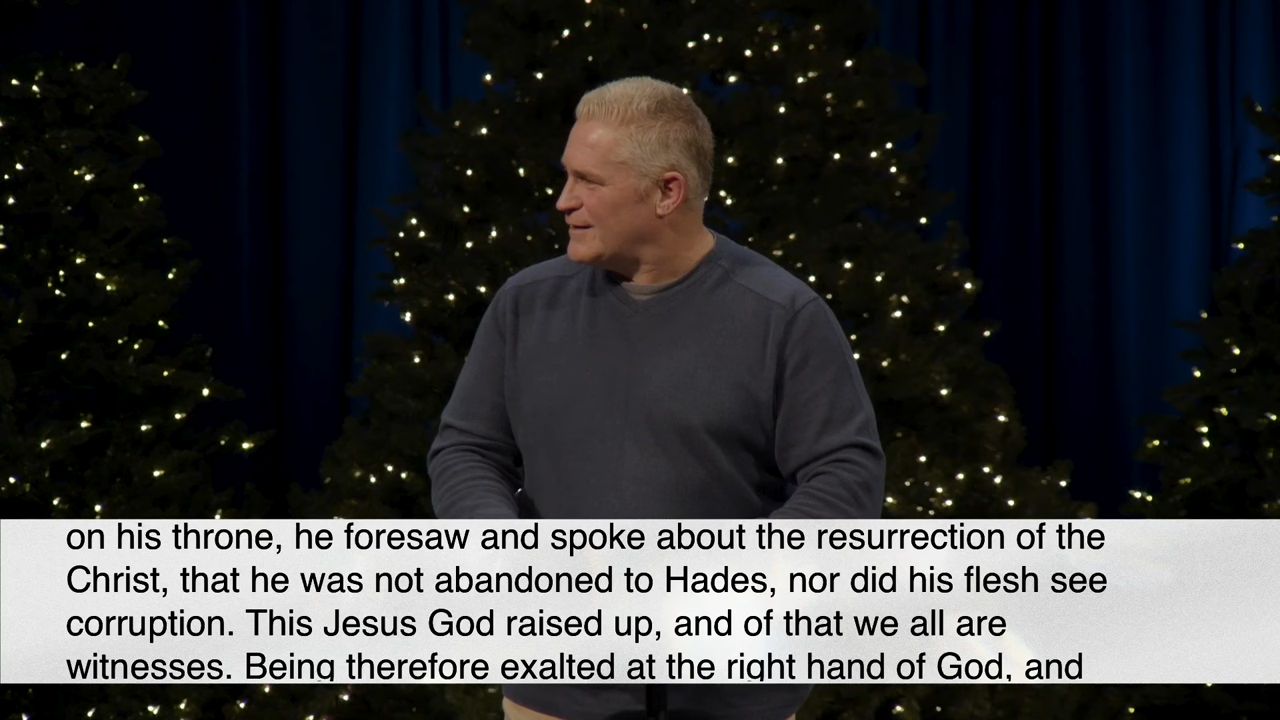 on his throne, he foresaw and spoke about the resurrection of the
Christ, that he was not abandoned to Hades, nor did his flesh see
corruption. This Jesus God raised up, and of that we all are
witnesses. Being therefore exalted at the right hand of God, and